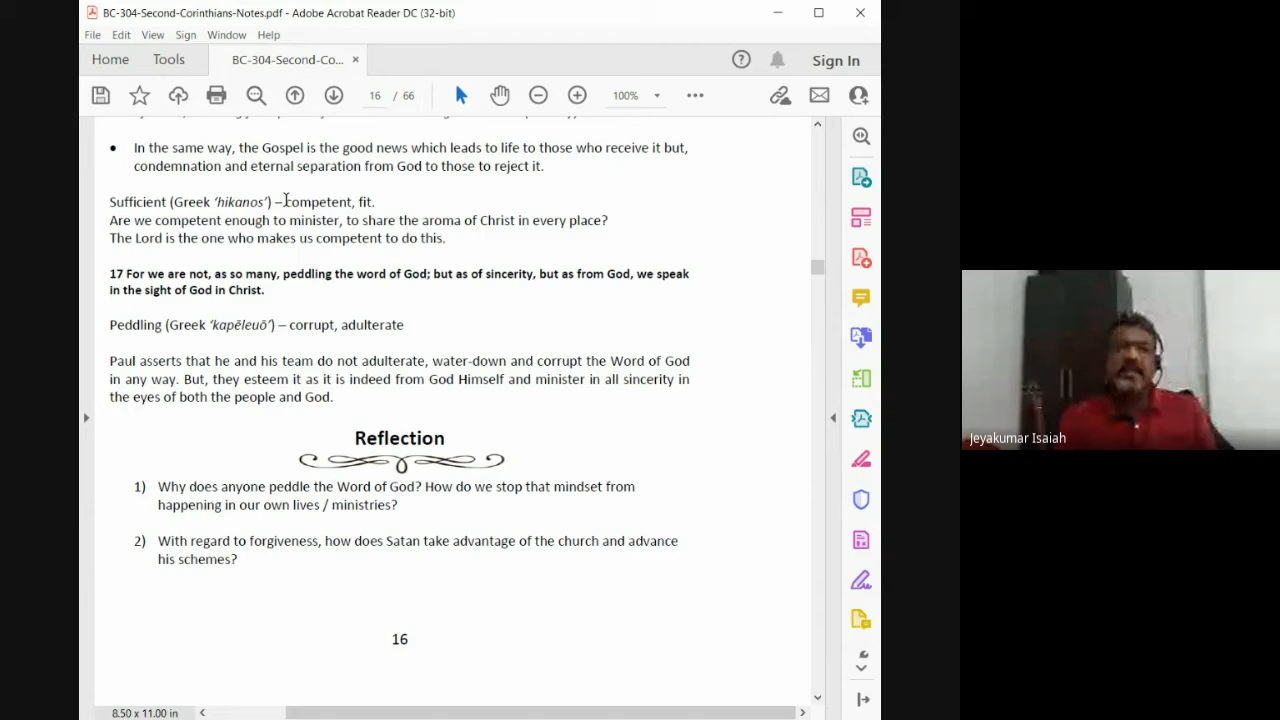 BC-304-Second-Corinthians-Notes.pdf - Adobe Acrobat Reader DC (32-bit)
File Edit View Sign Window Help
Home Tools BC-304-Second-Co... × Sign In
16 / 66 100%
• In the same way, the Gospel is the good news which leads to life to those who receive it but,
condemnation and eternal separation from God to those to reject it.
Sufficient (Greek ‘hikanos’) – competent, fit.
Are we competent enough to minister, to share the aroma of Christ in every place?
The Lord is the one who makes us competent to do this.
17 For we are not, as so many, peddling the word of God; but as of sincerity, but as from God, we speak
in the sight of God in Christ.
Peddling (Greek ‘kapēleuō’) – corrupt, adulterate
Paul asserts that he and his team do not adulterate, water-down and corrupt the Word of God
in any way. But, they esteem it as it is indeed from God Himself and minister in all sincerity in
the eyes of both the people and God.
Reflection
1) Why does anyone peddle the Word of God? How do we stop that mindset from
happening in our own lives / ministries?
2) With regard to forgiveness, how does Satan take advantage of the church and advance
his schemes?
16
8.50 x 11.00 in
Jeyakumar Isaiah